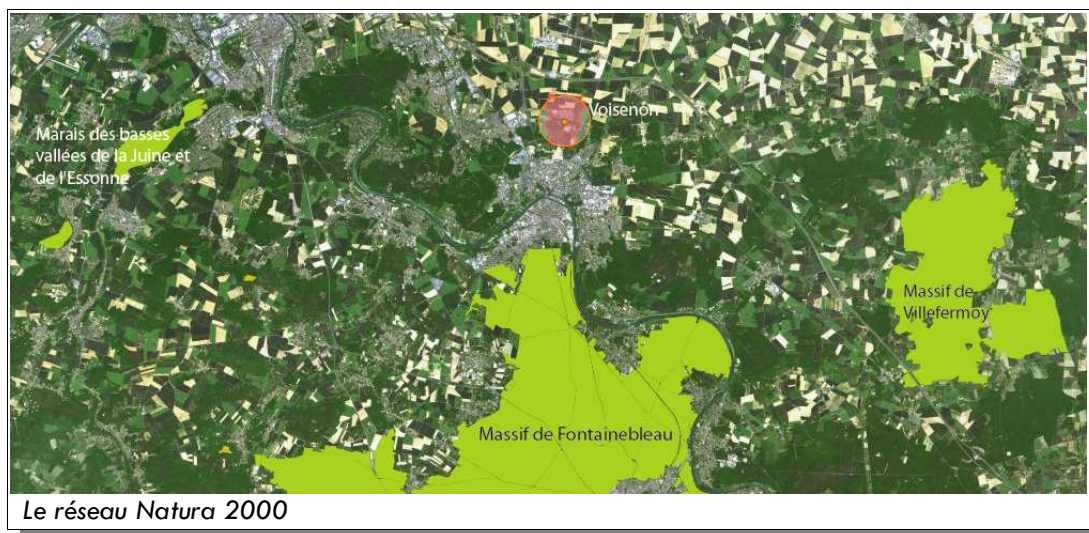 Voisenon
Marais des basses
vallées de la Juine et
de l'Essonne
Massif de
Villefermoy
Massif de Fontainebleau
Le réseau Natura 2000